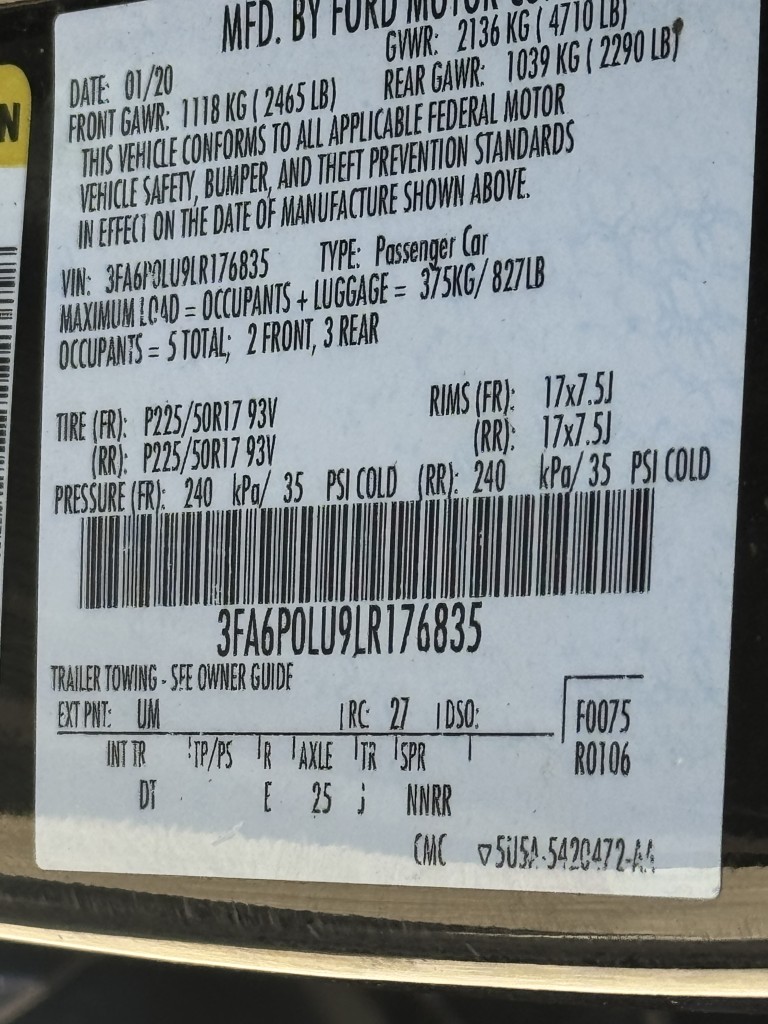 N
MFD. BY FORD MOTOR
DATE: 01/20 GVWR: 2136 KG ( 4710 LB)
FRONT GAWR: 1118 KG ( 2465 LB) REAR GAWR: 1039 KG ( 2290 LB)
THIS VEHICLE CONFORMS TO ALL APPLICABLE FEDERAL MOTOR
VEHICLE SAFETY, BUMPER, AND THEFT PREVENTION STANDARDS
IN EFFECT ON THE DATE OF MANUFACTURE SHOWN ABOVE.
VIN: 3FA6P0LU9LR176835 TYPE: Passenger Car
MAXIMUM LOAD = OCCUPANTS + LUGGAGE = 375KG/ 827LB
OCCUPANTS = 5 TOTAL; 2 FRONT, 3 REAR
TIRE (FR): P225/50R17 93V RIMS (FR): 17x7.5J
(RR): P225/50R17 93V (RR): 17x7.5J
PRESSURE (FR): 240 kPa/ 35 PSI COLD (RR): 240 kPa/ 35 PSI COLD
3FA6P0LU9LR176835
TRAILER TOWING - SEE OWNER GUIDE
EXT PNT: UM RC: 27 DSO: F0075
INT TR TP/PS R AXLE TR SPR R0106
DT E 25 J NNRR
CMC ▽5U5A-5420472-AA